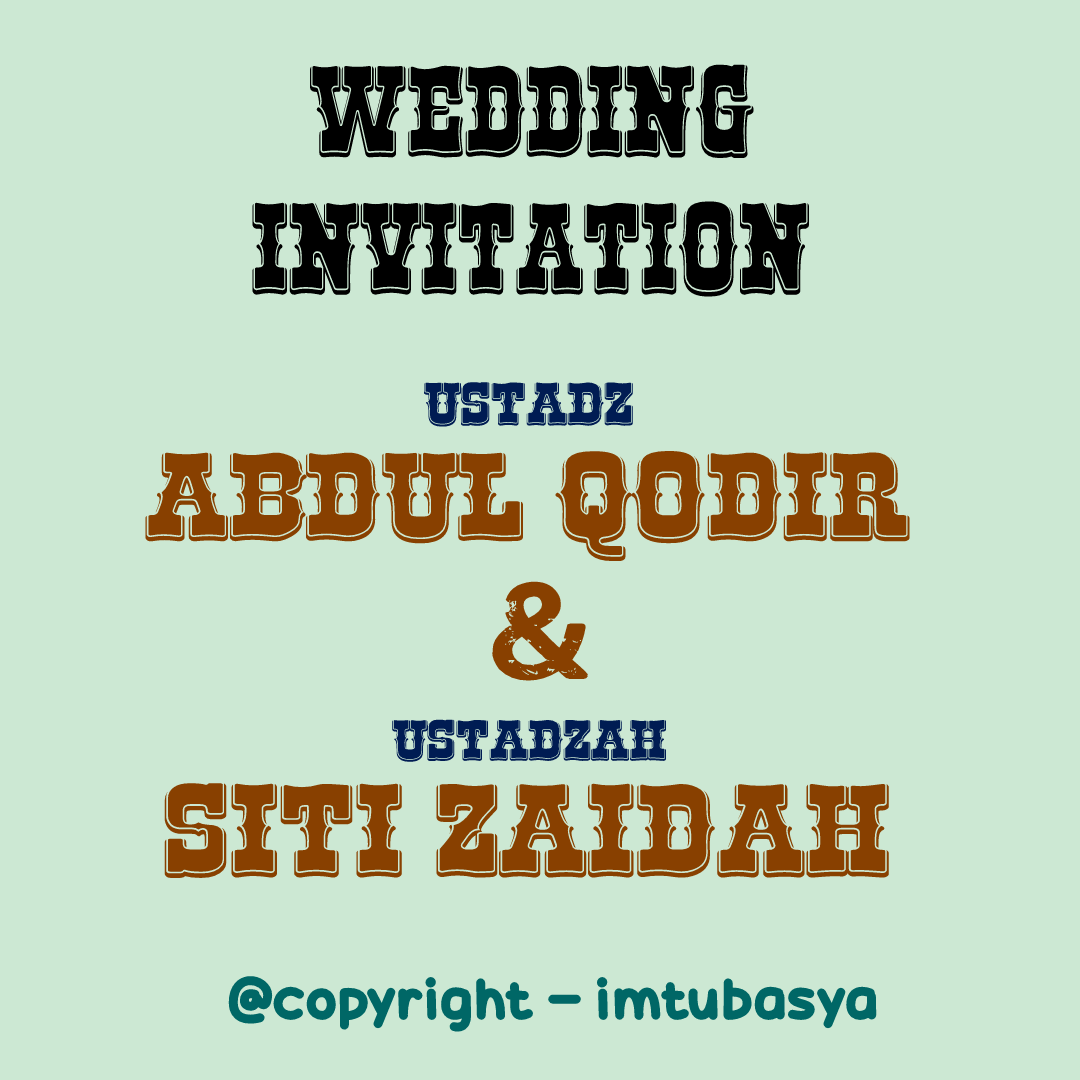 WEDDING
INVITATION
USTADZ
ABDUL QODIR
&
USTADZAH
SITI ZAIDAH
@copyright – imtubasya